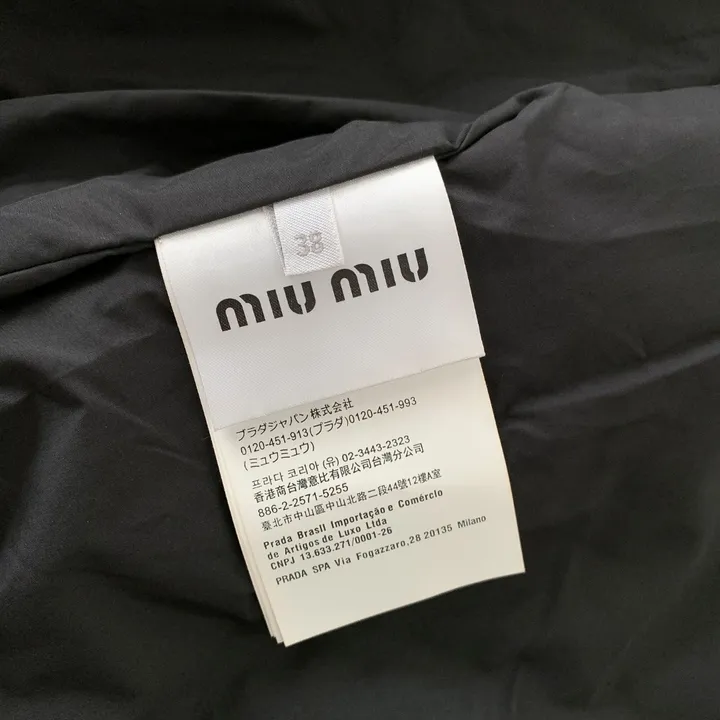 38
miu miu
プラダジャパン株式会社
0120-451-913(プラダ)0120-451-993
(ミュウミュウ)
프라다 코리아 (유) 02-3443-2323
香港商台灣意比有限公司台灣分公司
886-2-2571-5255
臺北市中山區中山北路二段44號12樓A室
Prada Brasil Importação e Comércio
de Artigos de Luxo Ltda
CNPJ 13.633.271/0001-26
PRADA SPA Via Fogazzaro,28 20135 Milano